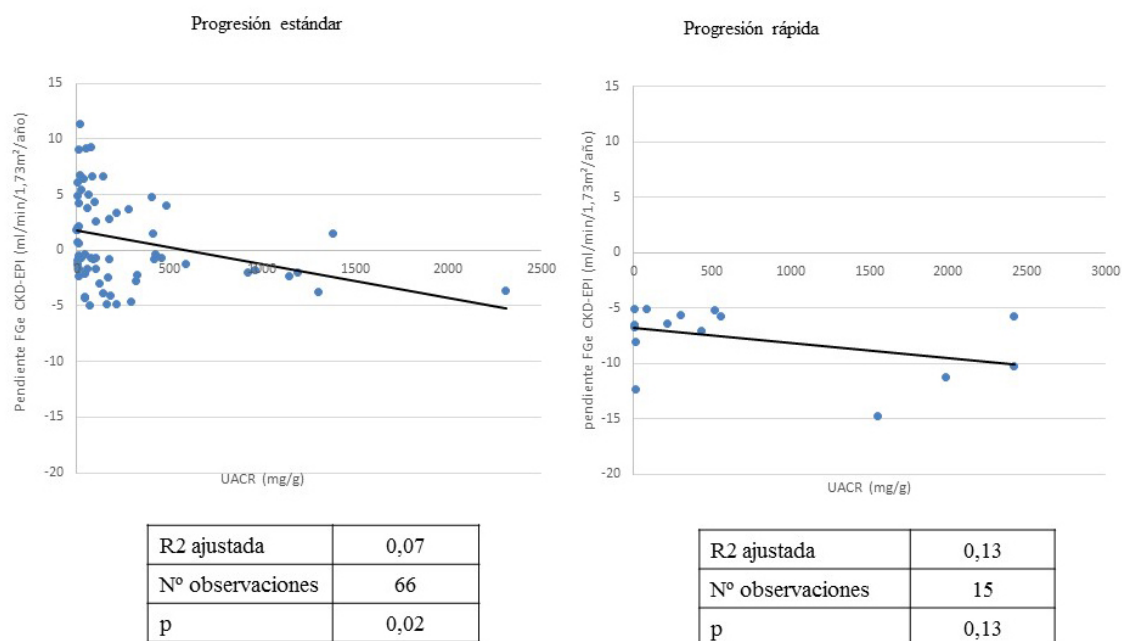 Progresión estándar
Pendiente FGe CKD-EPI (ml/min/1,73m²/año)
15
10
5
0
-5
-10
-15
-20
0
500
1000
1500
2000
2500
UACR (mg/g)
R2 ajustada 0,07
Nº observaciones 66
p 0,02
Progresión rápida
pendiente FGe CKD-EPI (ml/min/1,73m²/año)
15
10
5
0
-5
-10
-15
-20
0
500
1000
1500
2000
2500
3000
UACR (mg/g)
R2 ajustada 0,13
Nº observaciones 15
p 0,13